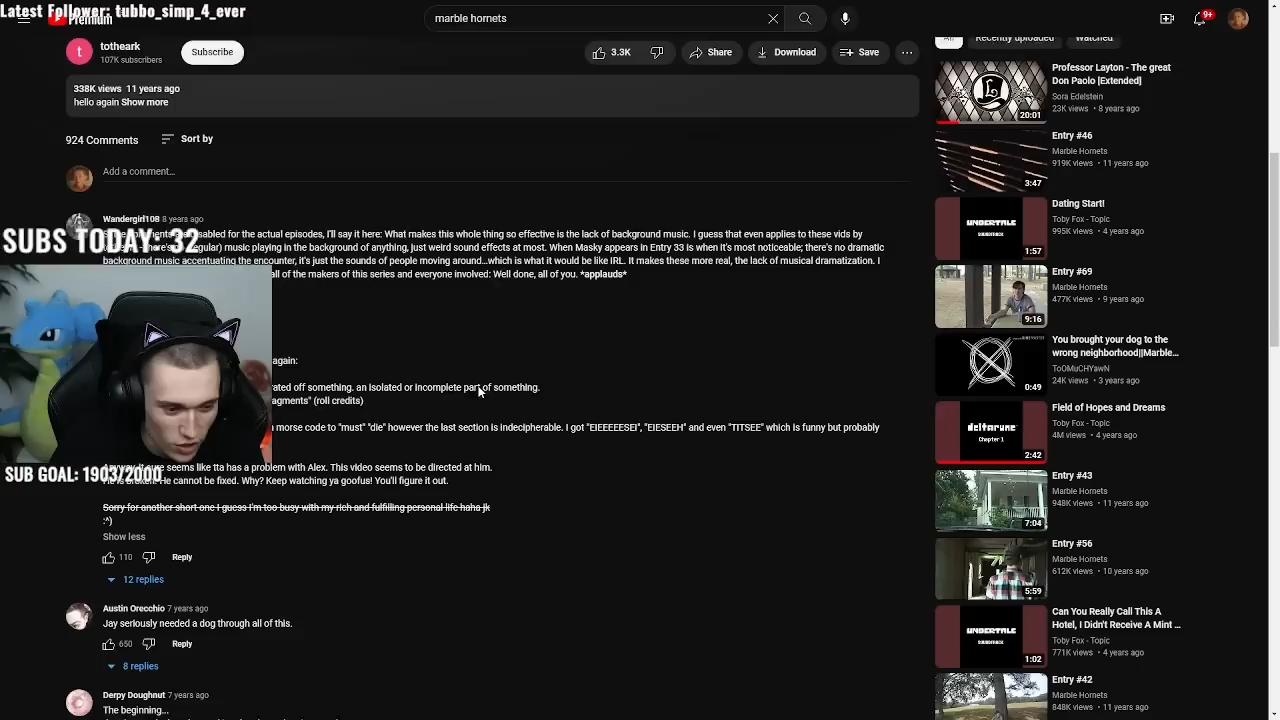 Latest Follower: tubbo_simp_4_ever
Premium
marble hornets
9+
All
Recently uploaded
Watched
t
totheark
107K subscribers
Subscribe
3.3K
Share
Download
Save
338K views 11 years ago
hello again Show more
924 Comments
Sort by
Add a comment...
Wandergirl108 8 years ago
disabled for the actual entries, I'll say it here: What makes this whole thing so effective is the lack of background music. I guess that even applies to these vids by
SUBS TODAY: 32
music playing in the background of anything, just weird sound effects at most. When Masky appears in Entry 33 is when it's most noticeable; there's no dramatic
background music accentuating the encounter, it's just the sounds of people moving around...which is what it would be like IRL. It makes these more real, the lack of musical dramatization. I
all of the makers of this series and everyone involved: Well done, all of you. *applauds*
again:
off something. an isolated or incomplete part of something.
(roll credits)
morse code to "must" "die" however the last section is indecipherable. I got "EIEEEEESEI", "EIESEEH" and even "TITSEE" which is funny but probably
seems like tta has a problem with alex. This video seems to be directed at him.
SUB GOAL: 1903/2000
He cannot be fixed. Why? Keep watching ya goofus! You'll figure it out.
Sorry for another short one I guess I'm too busy with my rich and fulfilling personal life haha jk
:^)
Show less
110
Reply
12 replies
Austin Orecchio 7 years ago
Jay seriously needed a dog through all of this.
650
Reply
8 replies
Derpy Doughnut 7 years ago
The beginning...
Professor Layton - The great
Don Paolo [Extended]
Sora Edelstein
23K views • 8 years ago
20:01
Entry #46
Marble Hornets
919K views • 11 years ago
3:47
Dating Start!
Toby Fox - Topic
995K views • 4 years ago
UNDERTALE
SOUNDTRACK
1:57
Entry #69
Marble Hornets
477K views • 9 years ago
9:16
You brought your dog to the
wrong neighborhood||Marble...
ToOMuCHYawN
24K views • 3 years ago
0:49
Field of Hopes and Dreams
Toby Fox - Topic
4M views • 4 years ago
deltarune
Chapter 1
2:42
Entry #43
Marble Hornets
948K views • 11 years ago
7:04
Entry #56
Marble Hornets
612K views • 10 years ago
5:59
Can You Really Call This A
Hotel, I Didn't Receive A Mint ...
Toby Fox - Topic
771K views • 4 years ago
UNDERTALE
SOUNDTRACK
1:02
Entry #42
Marble Hornets
848K views • 11 years ago